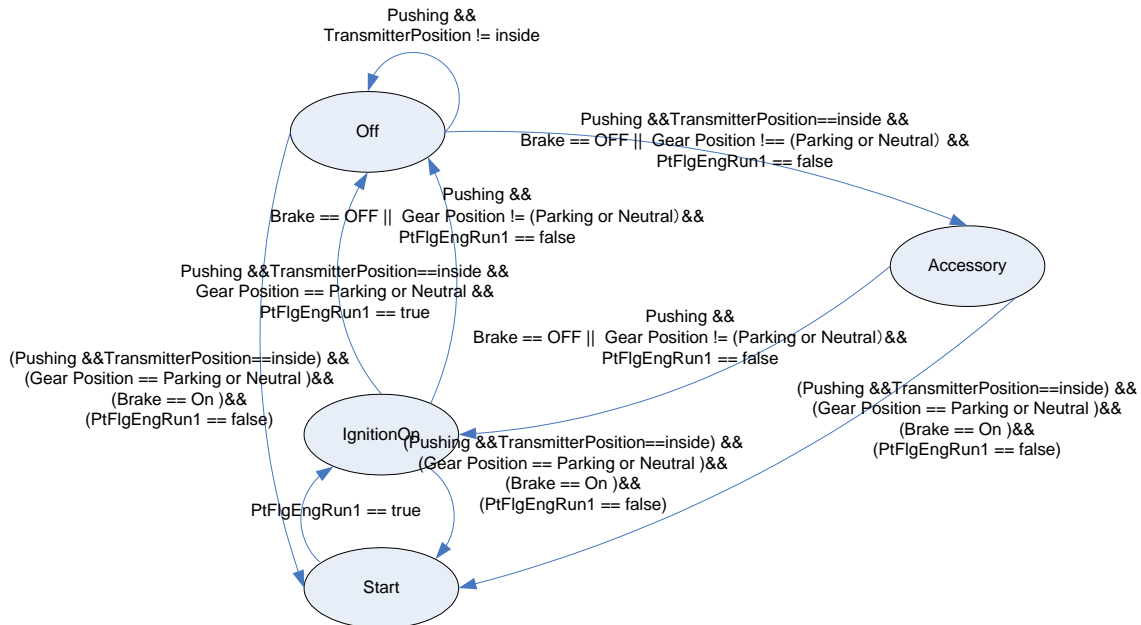 Pushing &&
TransmitterPosition != inside
Off
Pushing &&TransmitterPosition==inside &&
Brake == OFF || Gear Position !== (Parking or Neutral) &&
PtFlgEngRun1 == false
Pushing &&
Brake == OFF || Gear Position != (Parking or Neutral)&&
PtFlgEngRun1 == false
Accessory
Pushing &&TransmitterPosition==inside &&
Gear Position == Parking or Neutral &&
PtFlgEngRun1 == true
Pushing &&
Brake == OFF || Gear Position != (Parking or Neutral)&&
PtFlgEngRun1 == false
(Pushing &&TransmitterPosition==inside) &&
(Gear Position == Parking or Neutral )&&
(Brake == On )&&
(PtFlgEngRun1 == false)
(Pushing &&TransmitterPosition==inside) &&
(Gear Position == Parking or Neutral )&&
(Brake == On )&&
(PtFlgEngRun1 == false)
IgnitionOn
(Pushing &&TransmitterPosition==inside) &&
(Gear Position == Parking or Neutral )&&
(Brake == On )&&
(PtFlgEngRun1 == false)
PtFlgEngRun1 == true
Start